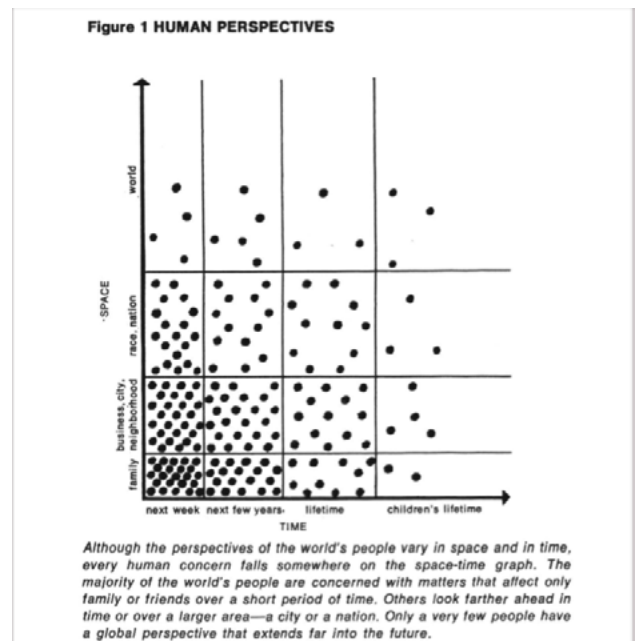 Figure 1 HUMAN PERSPECTIVES
world
SPACE
race, nation
business, city,
neighborhood
family
next week next few years lifetime children's lifetime
TIME
Although the perspectives of the world's people vary in space and in time,
every human concern falls somewhere on the space-time graph. The
majority of the world's people are concerned with matters that affect only
family or friends over a short period of time. Others look farther ahead in
time or over a larger area—a city or a nation. Only a very few people have
a global perspective that extends far into the future.